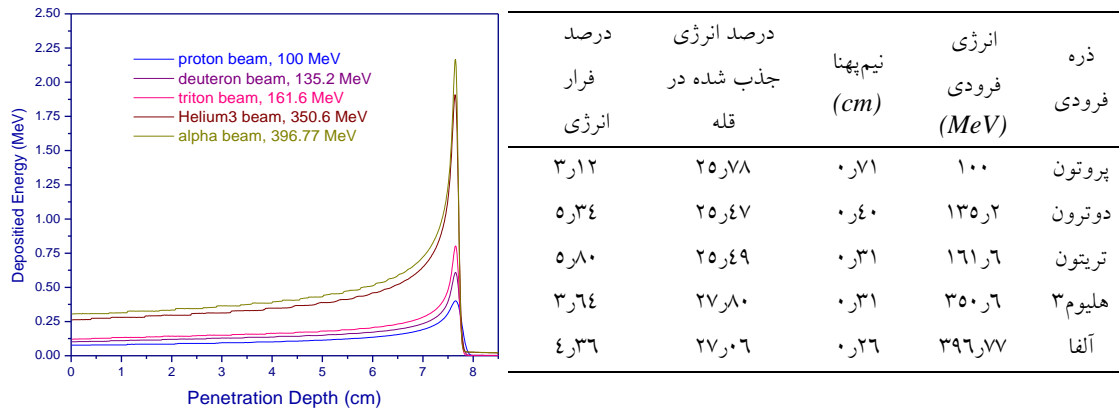 2.50
2.25
2.00
1.75
1.50
1.25
1.00
0.75
0.50
0.25
0.00
Depositied Energy (MeV)
proton beam, 100 MeV
deuteron beam, 135.2 MeV
triton beam, 161.6 MeV
Helium3 beam, 350.6 MeV
alpha beam, 396.77 MeV
0 1 2 3 4 5 6 7 8
Penetration Depth (cm)
ذره فرودی
انرژی فرودی (MeV)
نیم‌پهنا (cm)
درصد انرژی جذب شده در قله
درصد فرار انرژی
پروتون ۱۰۰ ۰٫۷۱ ۲۵٫۷۸ ۳٫۱۲
دوترون ۱۳۵٫۲ ۰٫۴۰ ۲۵٫۴۷ ۵٫۳۴
تریتون ۱۶۱٫۶ ۰٫۳۱ ۲۵٫۴۹ ۵٫۸۰
هلیوم۳ ۳۵۰٫۶ ۰٫۳۱ ۲۷٫۸۰ ۳٫۶۴
آلفا ۳۹۶٫۷۷ ۰٫۲۶ ۲۷٫۰۶ ۴٫۳۶